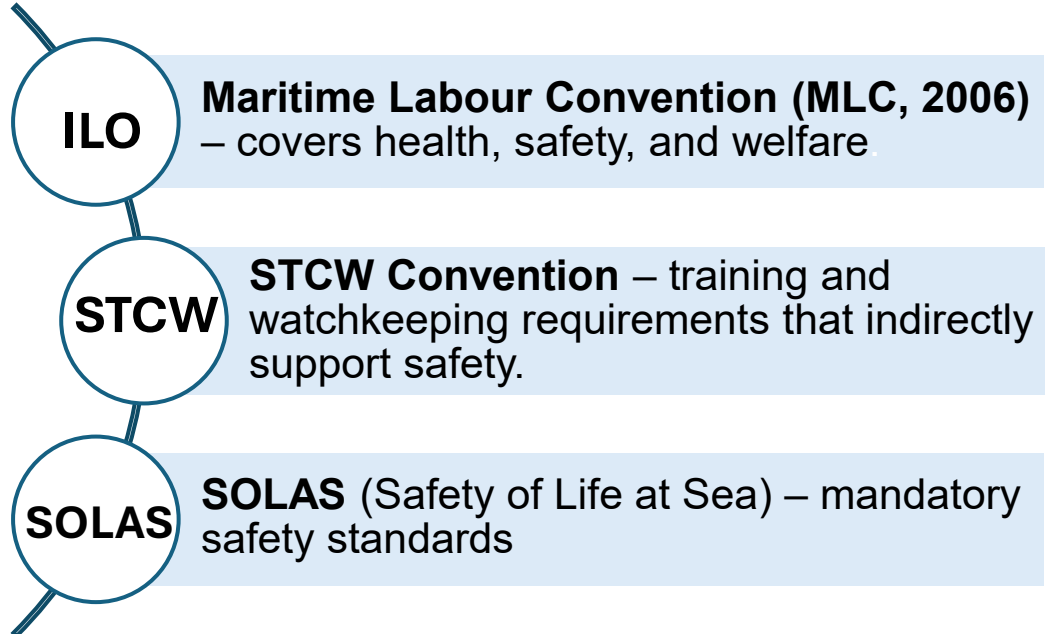 ILO
Maritime Labour Convention (MLC, 2006)
– covers health, safety, and welfare.
STCW
STCW Convention – training and
watchkeeping requirements that indirectly
support safety.
SOLAS
SOLAS (Safety of Life at Sea) – mandatory
safety standards